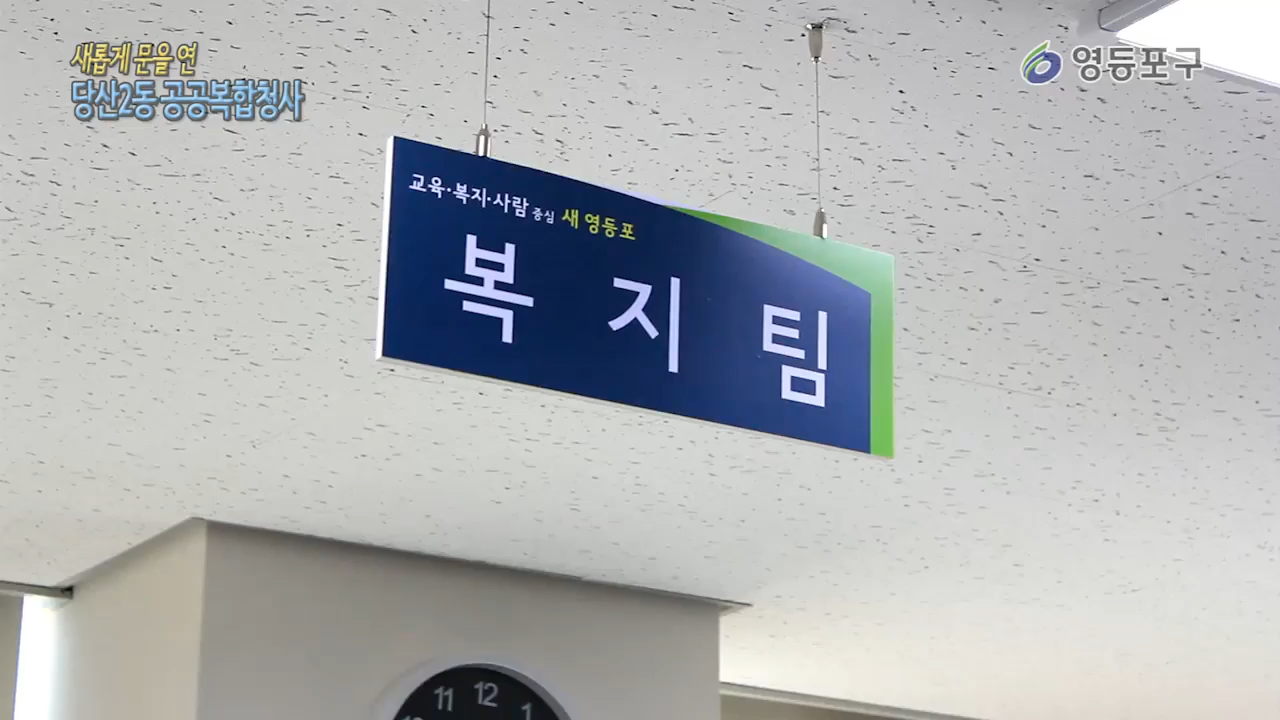 새롭게 문을 연
당산2동 공공복합청사
영등포구
교육·복지·사람 중심 새 영등포
복지팀
11 12 1